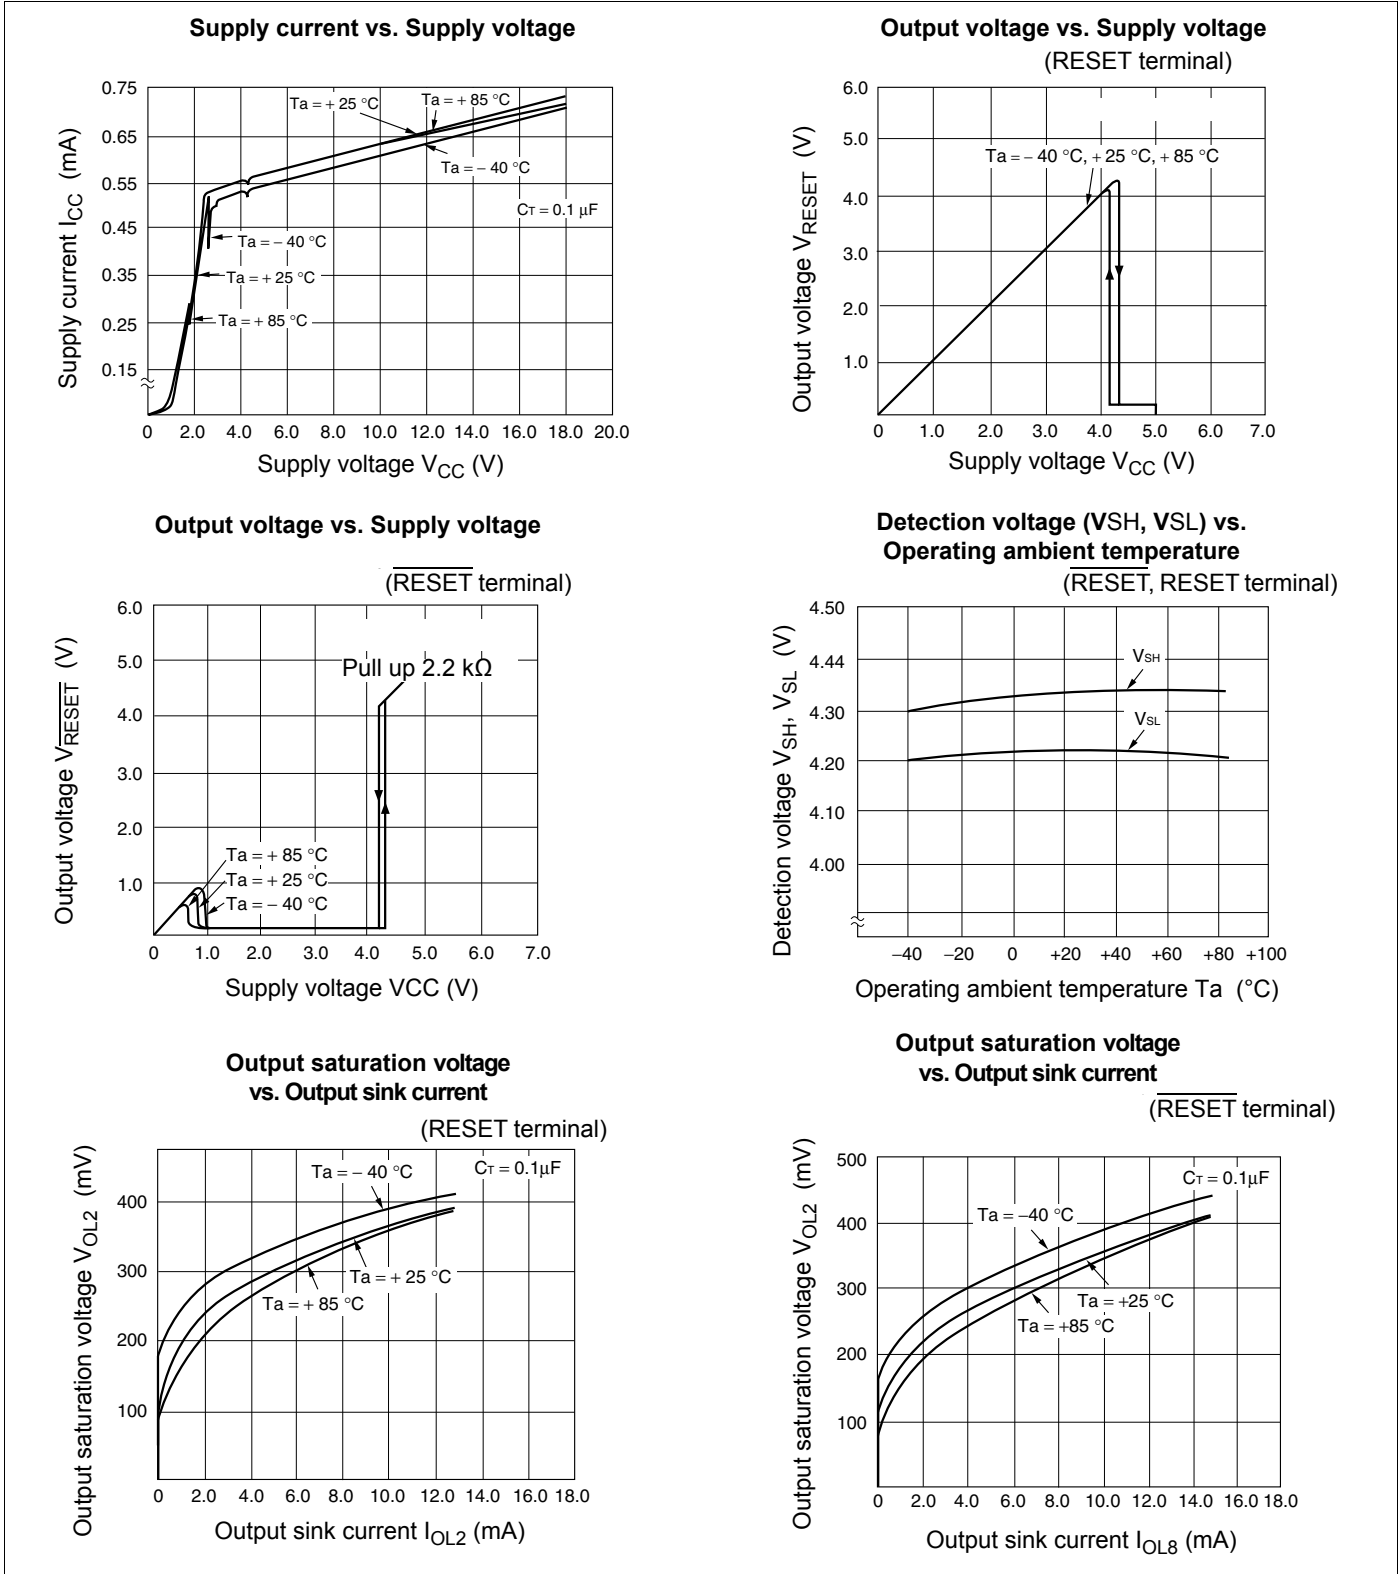 Supply current vs. Supply voltage
0.75
0.65
0.55
0.45
0.35
0.25
0.15
Supply current ICC (mA)
Ta = + 25 °C
Ta = + 85 °C
Ta = – 40 °C
CT = 0.1 μF
Ta = – 40 °C
Ta = + 25 °C
Ta = + 85 °C
0 2.0 4.0 6.0 8.0 10.0 12.0 14.0 16.0 18.0 20.0
Supply voltage VCC (V)
Output voltage vs. Supply voltage
(RESET terminal)
6.0
5.0
4.0
3.0
2.0
1.0
Output voltage VRESET (V)
Ta = – 40 °C, + 25 °C, + 85 °C
0 1.0 2.0 3.0 4.0 5.0 6.0 7.0
Supply voltage VCC (V)
Output voltage vs. Supply voltage
(RESET terminal)
6.0
5.0
4.0
3.0
2.0
1.0
Output voltage VRESET (V)
Pull up 2.2 kΩ
Ta = + 85 °C
Ta = + 25 °C
Ta = – 40 °C
0 1.0 2.0 3.0 4.0 5.0 6.0 7.0
Supply voltage VCC (V)
Detection voltage (VSH, VSL) vs.
Operating ambient temperature
(RESET, RESET terminal)
4.50
4.44
4.30
4.20
4.10
4.00
Detection voltage VSH, VSL (V)
VSH
VSL
–40 –20 0 +20 +40 +60 +80 +100
Operating ambient temperature Ta (°C)
Output saturation voltage
vs. Output sink current
(RESET terminal)
400
300
200
100
Output saturation voltage VOL2 (mV)
Ta = – 40 °C
CT = 0.1μF
Ta = + 25 °C
Ta = + 85 °C
0 2.0 4.0 6.0 8.0 10.0 12.0 14.0 16.0 18.0
Output sink current IOL2 (mA)
Output saturation voltage
vs. Output sink current
(RESET terminal)
500
400
300
200
100
Output saturation voltage VOL2 (mV)
CT = 0.1μF
Ta = –40 °C
Ta = +25 °C
Ta = +85 °C
0 2.0 4.0 6.0 8.0 10.0 12.0 14.0 16.0 18.0
Output sink current IOL8 (mA)